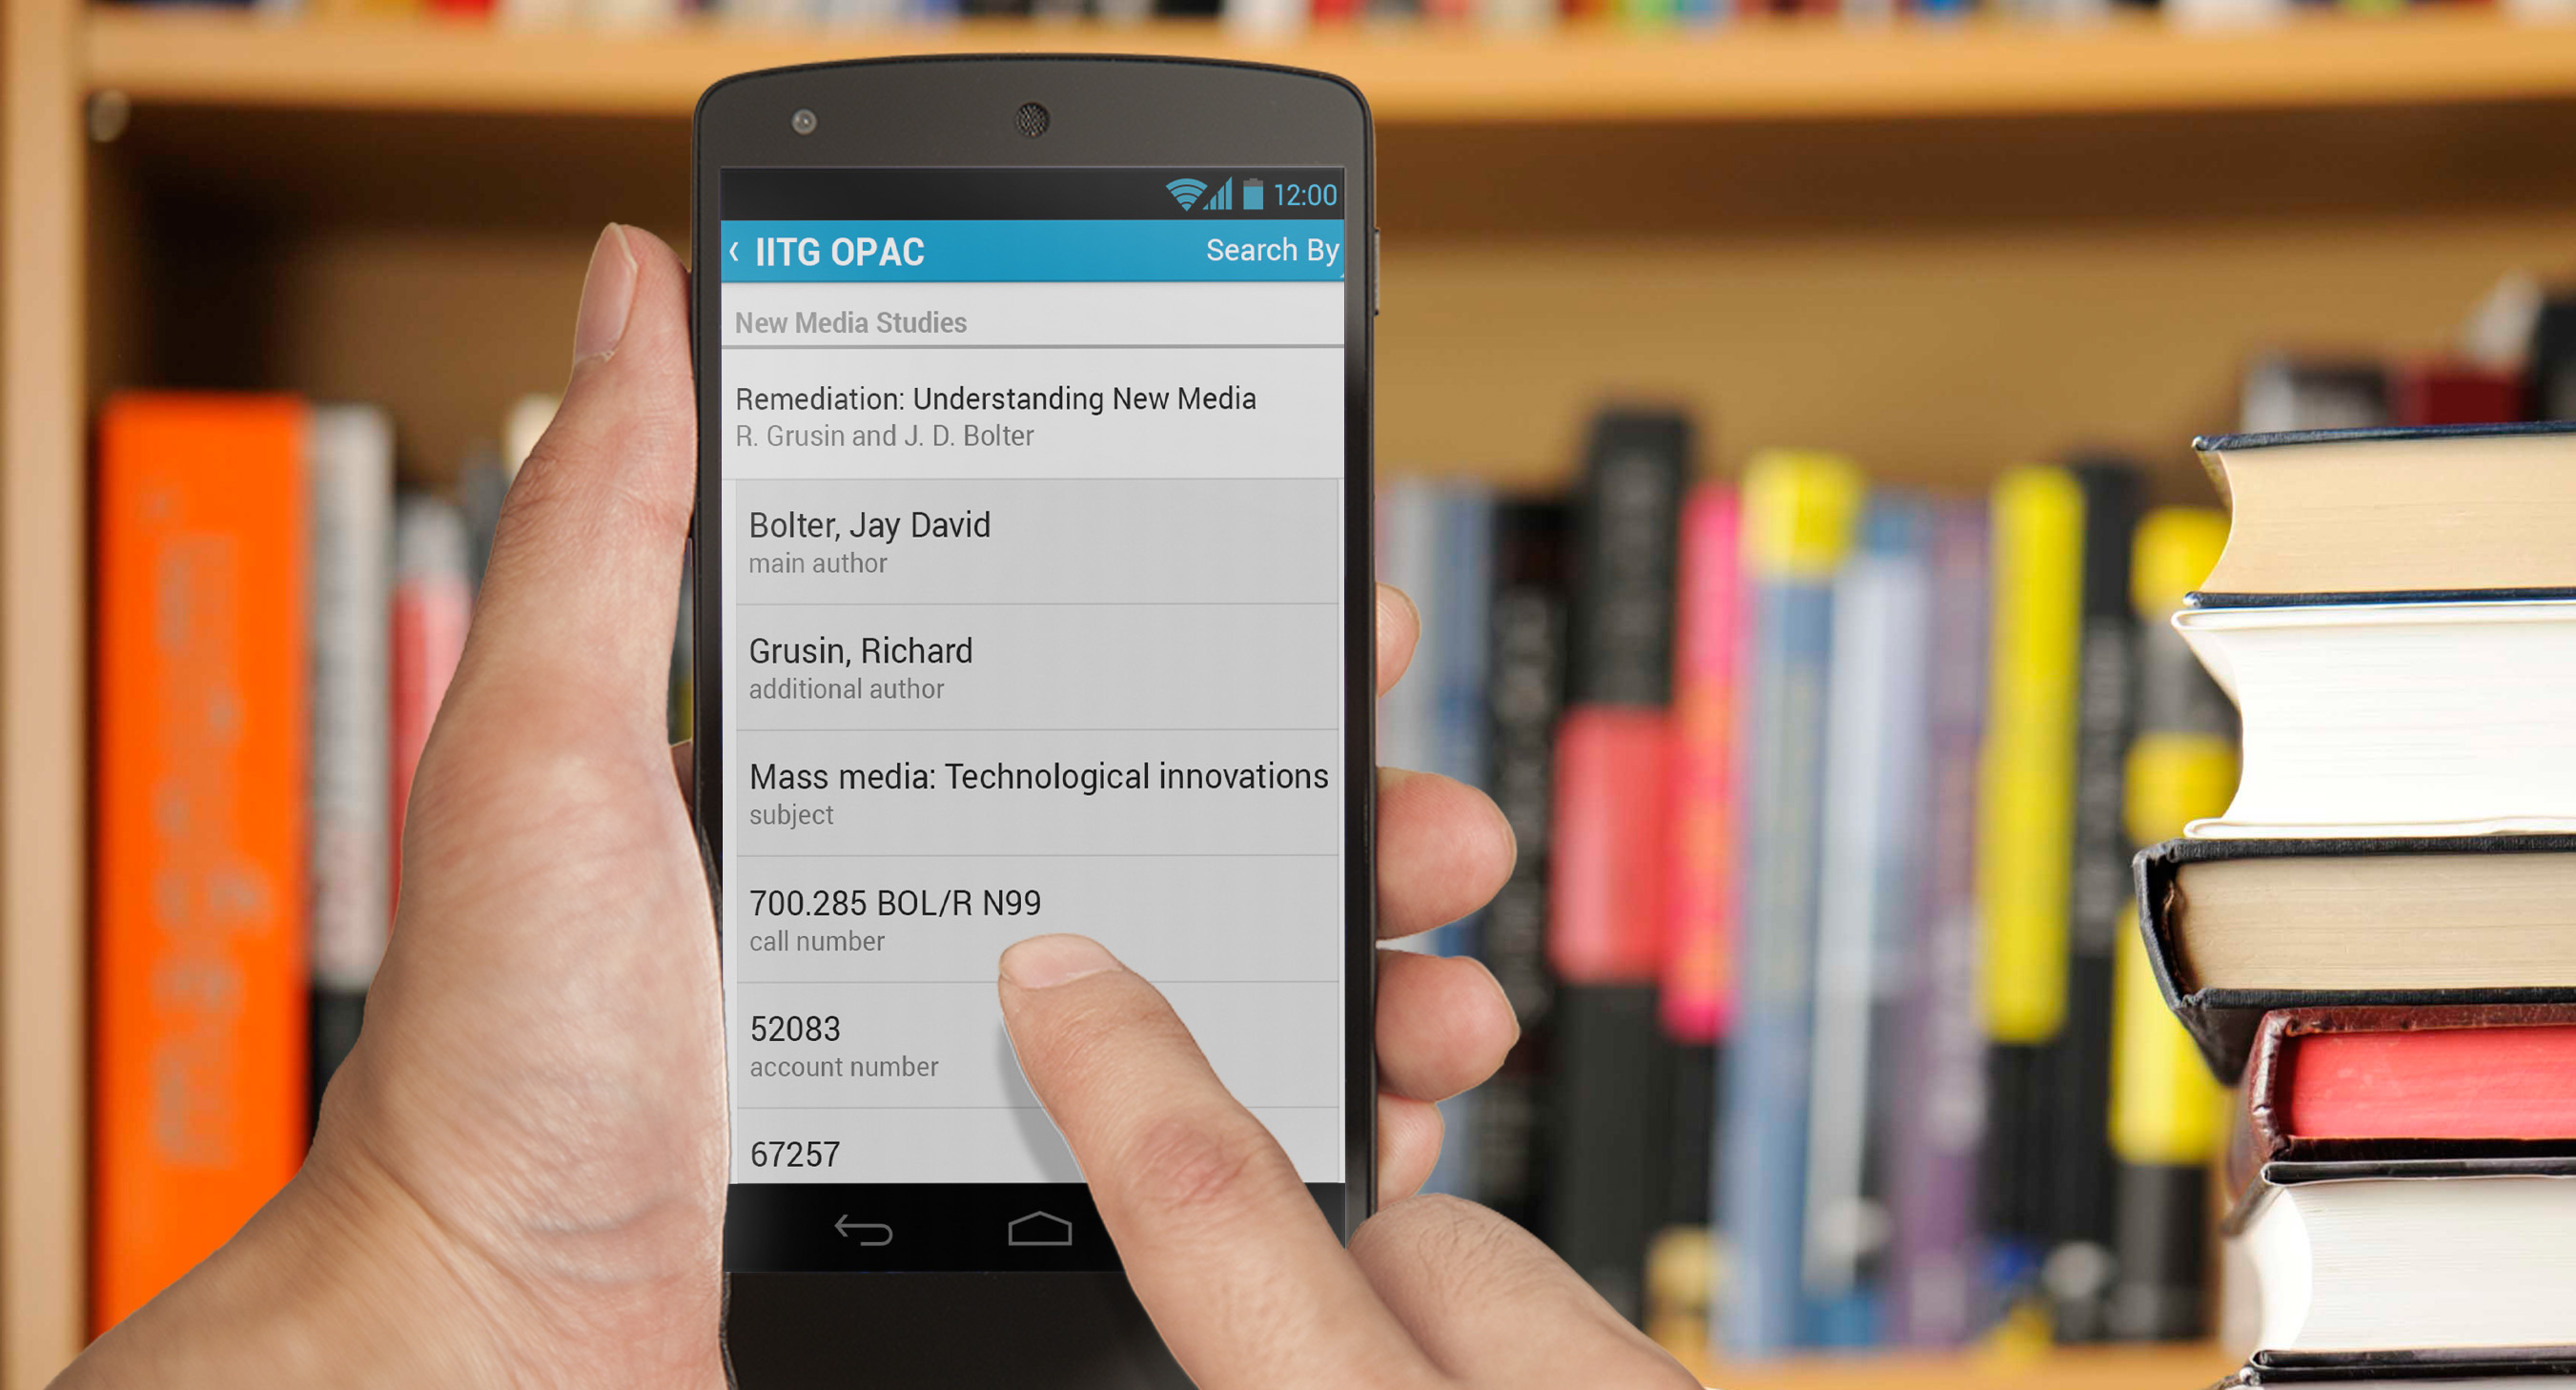 12:00
‹ IITG OPAC Search By
New Media Studies
Remediation: Understanding New Media
R. Grusin and J. D. Bolter
Bolter, Jay David
main author
Grusin, Richard
additional author
Mass media: Technological innovations
subject
700.285 BOL/R N99
call number
52083
account number
67257